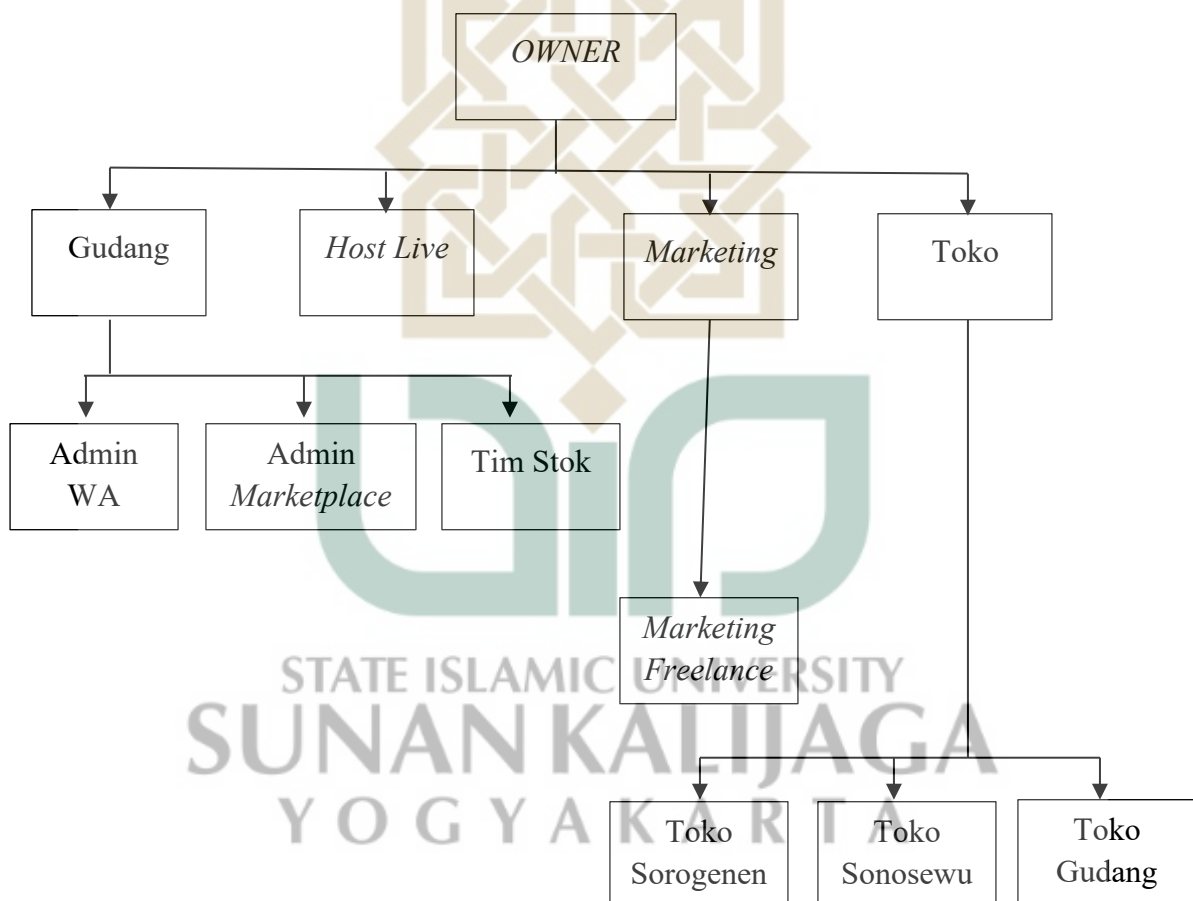 OWNER
Gudang
Host Live
Marketing
Toko
Admin
WA
Admin
Marketplace
Tim Stok
Marketing
Freelance
STATE ISLAMIC UNIVERSITY
SUNAN KALIJAGA
YOGYAKARTA
Toko
Sorogenen
Toko
Sonosewu
Toko
Gudang